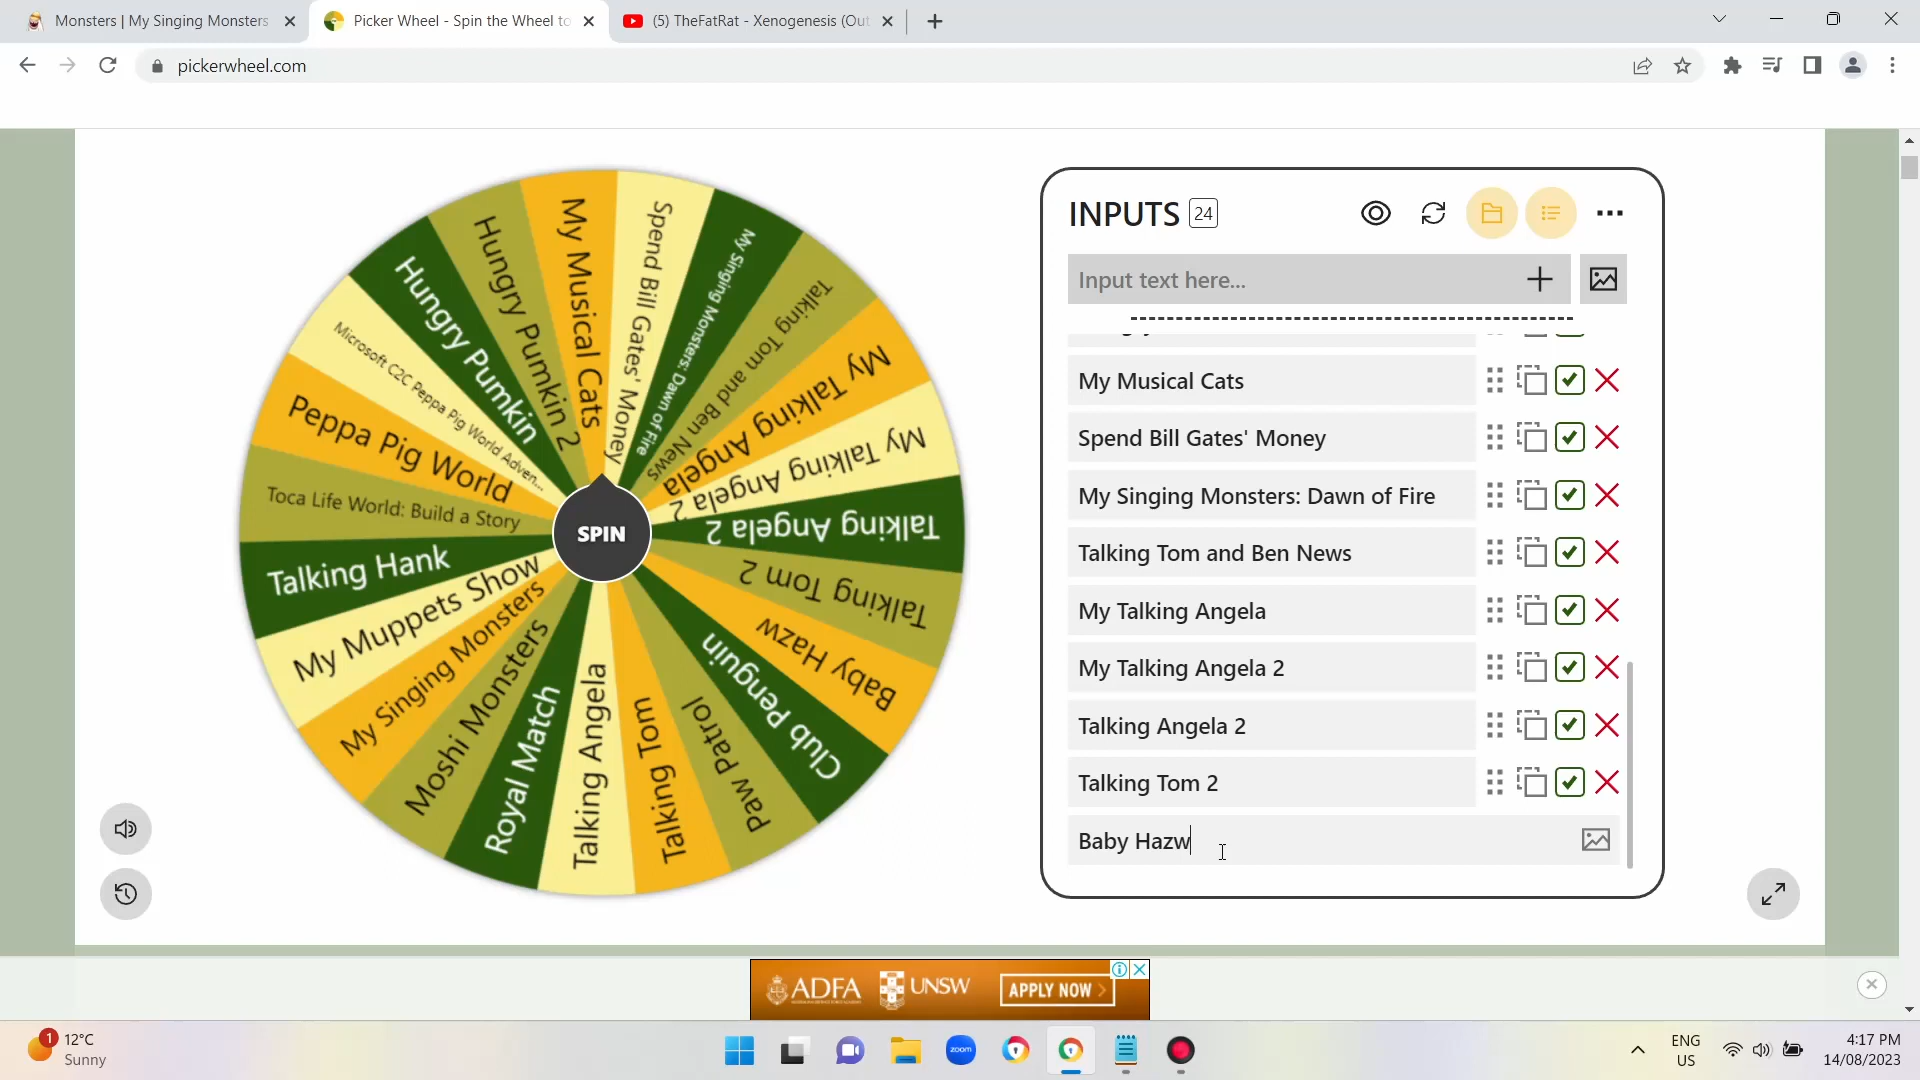 Monsters | My Singing Monsters
Picker Wheel - Spin the Wheel to
(5) TheFatRat - Xenogenesis (Out
pickerwheel.com
My Musical Cats
Spend Bill Gates' Money
My Singing Monsters: Dawn of Fire
Talking Tom and Ben News
My Talking Angela
My Talking Angela 2
Talking Angela 2
Talking Tom 2
Baby Hazw
Club Penguin
Paw Patrol
Talking Tom
Talking Angela
Royal Match
Moshi Monsters
My Singing Monsters
My Muppets Show
Talking Hank
Toca Life World: Build a Story
Peppa Pig World
Microsoft C2C Peppa Pig World Adven...
Hungry Pumkin
Hungry Pumkin 2
SPIN
INPUTS 24
Input text here...
My Musical Cats
Spend Bill Gates' Money
My Singing Monsters: Dawn of Fire
Talking Tom and Ben News
My Talking Angela
My Talking Angela 2
Talking Angela 2
Talking Tom 2
Baby Hazw
ADFA UNSW APPLY NOW >
1
12°C
Sunny
zoom
ENG
US
4:17 PM
14/08/2023